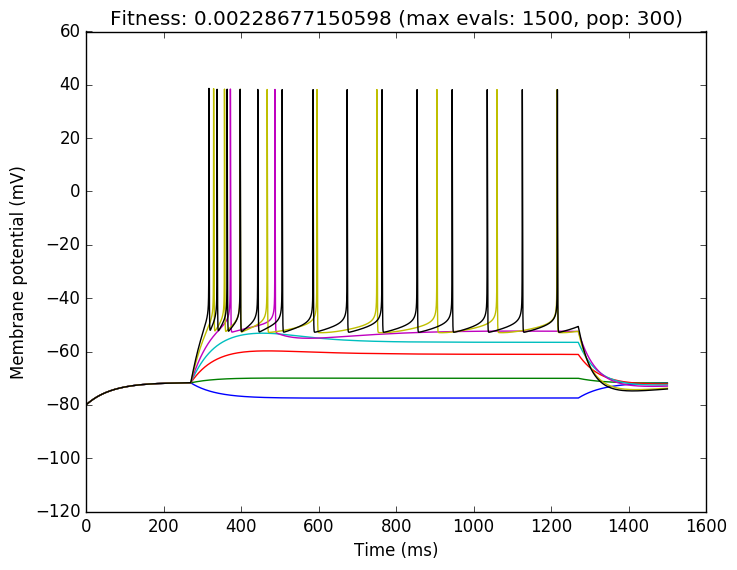 Fitness: 0.00228677150598 (max evals: 1500, pop: 300)
60
40
20
0
−20
−40
−60
−80
−100
−120
Membrane potential (mV)
0 200 400 600 800 1000 1200 1400 1600
Time (ms)